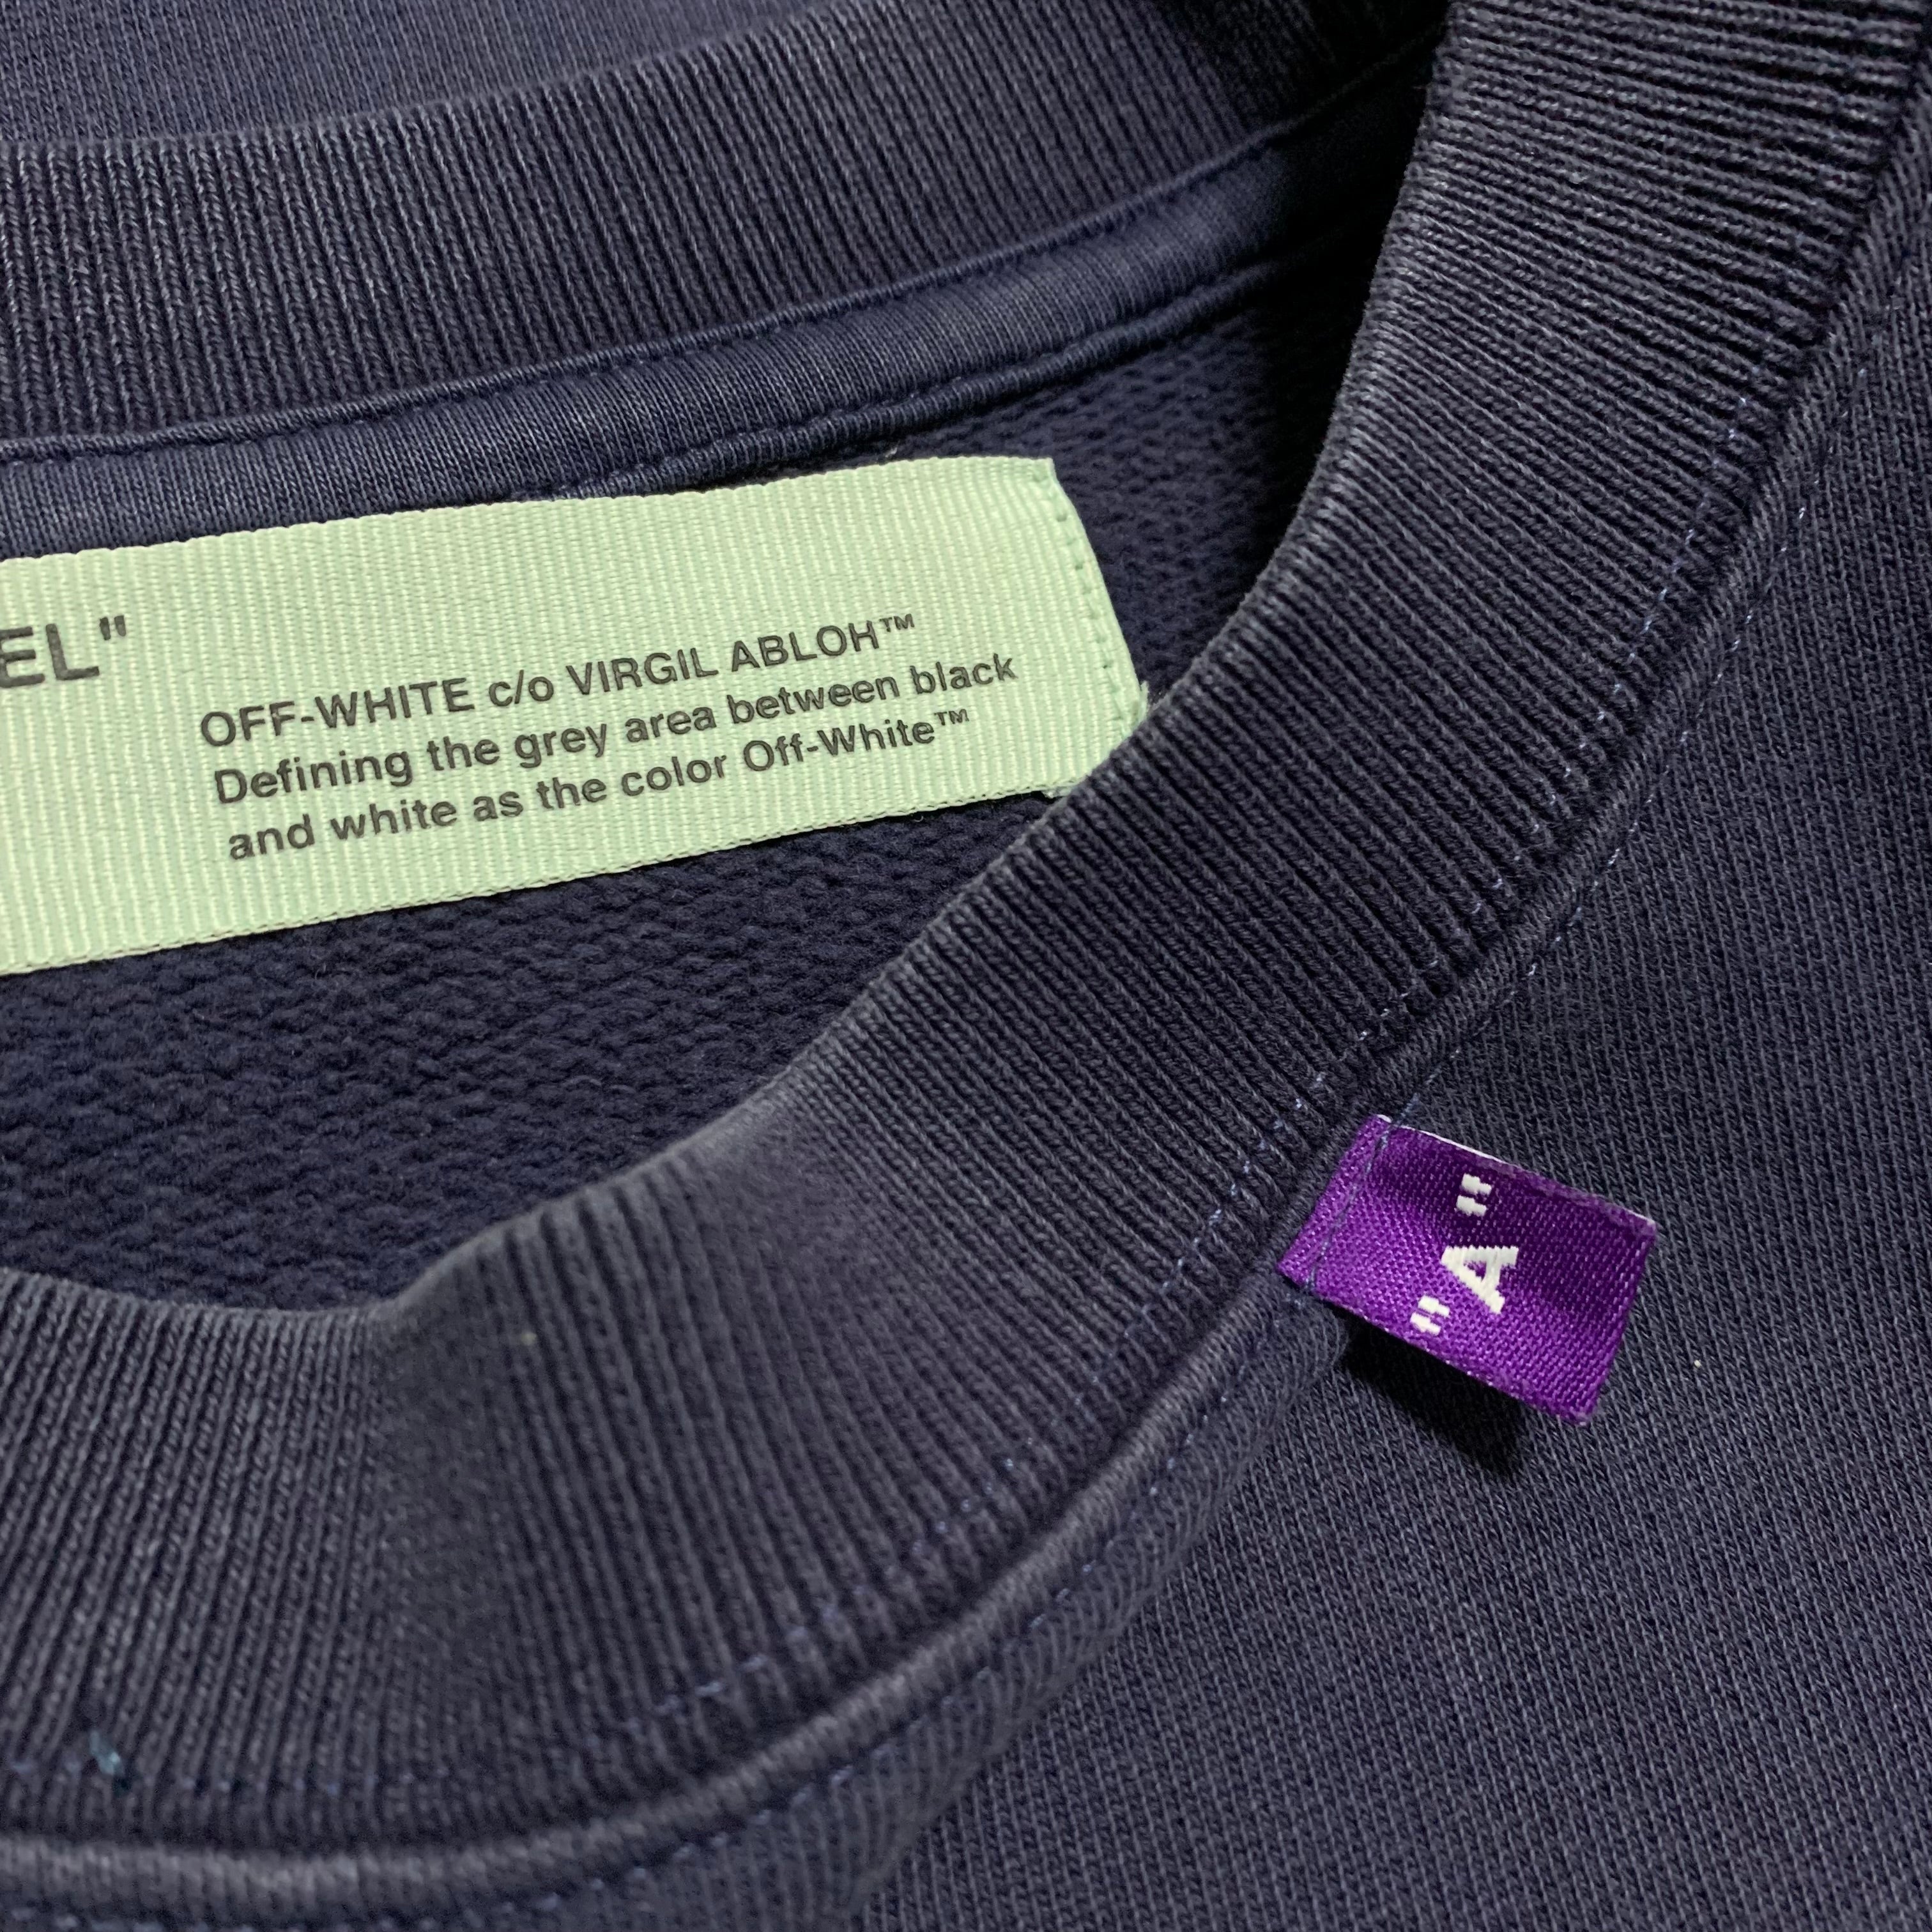 EL"
OFF-WHITE c/o VIRGIL ABLOH™
Defining the grey area between black
and white as the color Off-White™
"A"